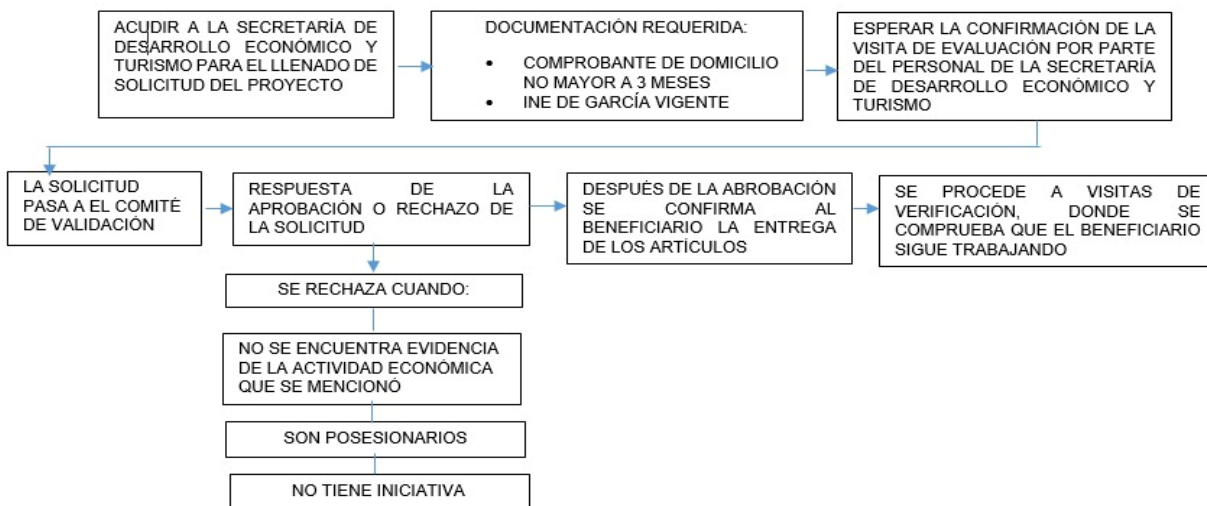 ACUDIR A LA SECRETARÍA DE
DESARROLLO ECONÓMICO Y
TURISMO PARA EL LLENADO DE
SOLICITUD DEL PROYECTO
DOCUMENTACIÓN REQUERIDA:
• COMPROBANTE DE DOMICILIO
NO MAYOR A 3 MESES
• INE DE GARCÍA VIGENTE
ESPERAR LA CONFIRMACIÓN DE LA
VISITA DE EVALUACIÓN POR PARTE
DEL PERSONAL DE LA SECRETARÍA
DE DESARROLLO ECONÓMICO Y
TURISMO
LA SOLICITUD
PASA A EL COMITÉ
DE VALIDACIÓN
RESPUESTA DE LA
APROBACIÓN O RECHAZO DE
LA SOLICITUD
DESPUÉS DE LA ABROBACIÓN
SE CONFIRMA AL
BENEFICIARIO LA ENTREGA
DE LOS ARTÍCULOS
SE PROCEDE A VISITAS DE
VERIFICACIÓN, DONDE SE
COMPRUEBA QUE EL BENEFICIARIO
SIGUE TRABAJANDO
SE RECHAZA CUANDO:
NO SE ENCUENTRA EVIDENCIA
DE LA ACTIVIDAD ECONÓMICA
QUE SE MENCIONÓ
SON POSESIONARIOS
NO TIENE INICIATIVA